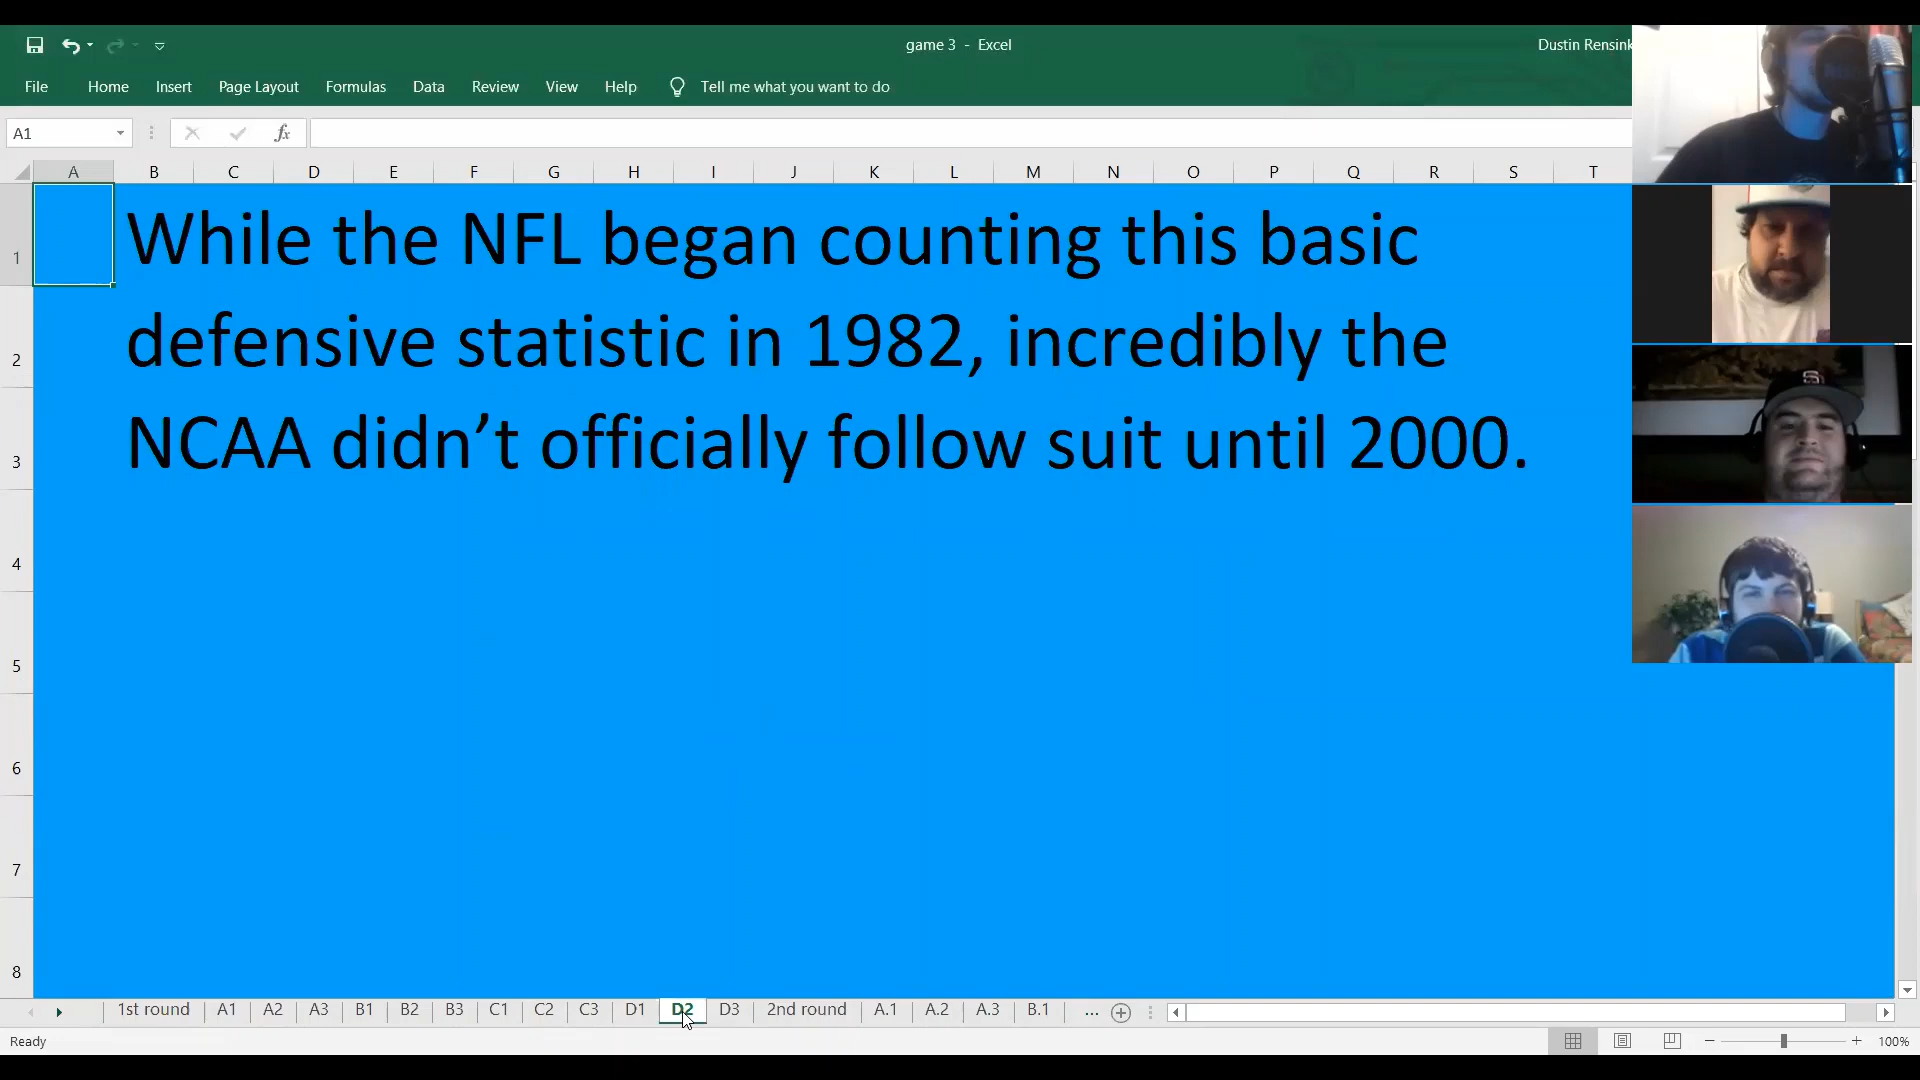 game 3 - Excel
Dustin Rensink
File Home Insert Page Layout Formulas Data Review View Help Tell me what you want to do
A1 fx
A B C D E F G H I J K L M N O P Q R S T
1 While the NFL began counting this basic
2 defensive statistic in 1982, incredibly the
3 NCAA didn’t officially follow suit until 2000.
4
5
6
7
8
1st round A1 A2 A3 B1 B2 B3 C1 C2 C3 D1 D2 D3 2nd round A.1 A.2 A.3 B.1 ...
Ready 100%